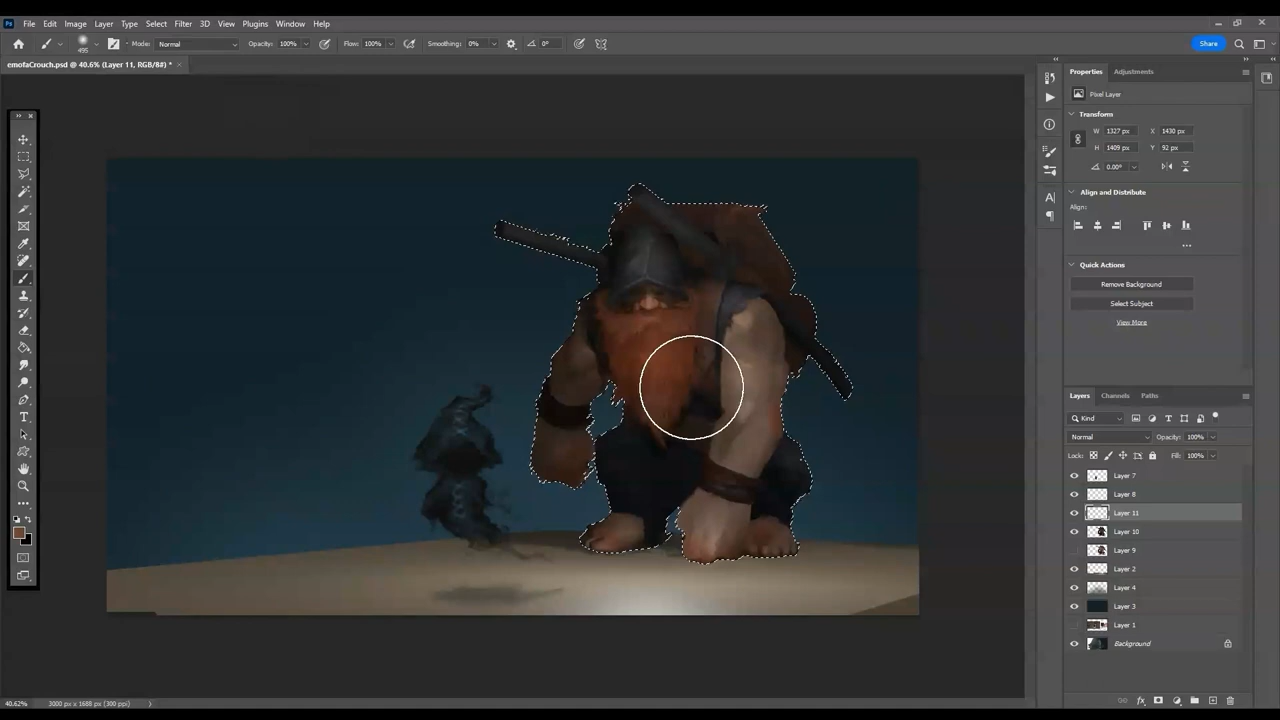 Ps File Edit Image Layer Type Select Filter 3D View Plugins Window Help
495 Mode: Normal Opacity: 100% Flow: 100% Smoothing: 0% 0° Share
emofaCrouch.psd @ 40.6% (Layer 11, RGB/8#) * ×
Properties Adjustments
Pixel Layer
Transform
W 1327 px X 1430 px
H 1409 px Y 92 px
0.00°
Align and Distribute
Align:
Quick Actions
Remove Background
Select Subject
View More
Layers Channels Paths
Kind
Normal Opacity: 100%
Lock: Fill: 100%
Layer 7
Layer 8
Layer 11
Layer 10
Layer 9
Layer 2
Layer 4
Layer 3
Layer 1
Background
40.62% 3000 px x 1688 px (300 ppi)